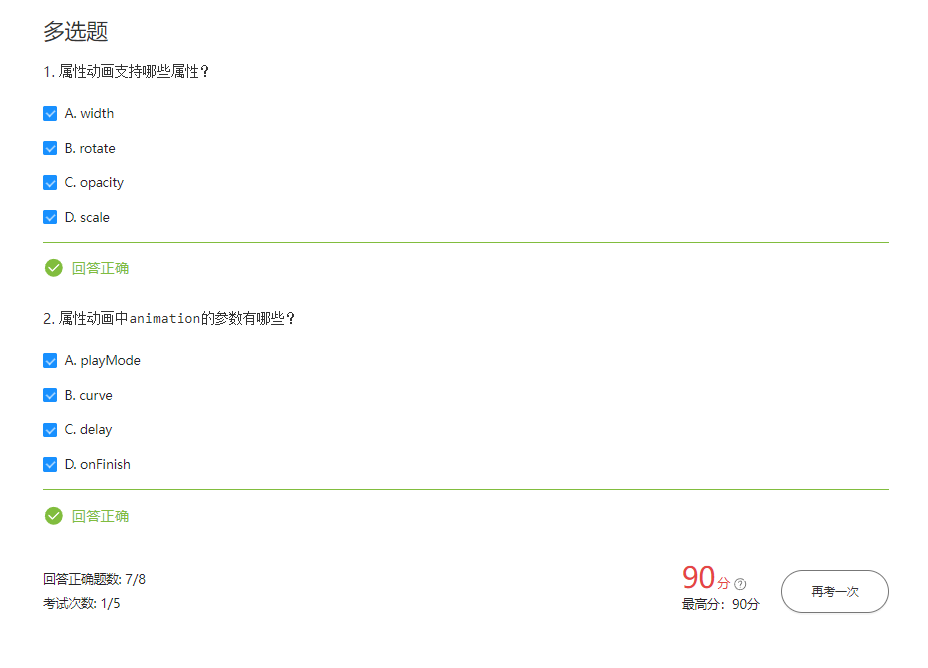 多选题
1. 属性动画支持哪些属性？
A. width
B. rotate
C. opacity
D. scale
回答正确
2. 属性动画中animation的参数有哪些？
A. playMode
B. curve
C. delay
D. onFinish
回答正确
回答正确题数: 7/8
考试次数: 1/5
90分
最高分：90分
再考一次